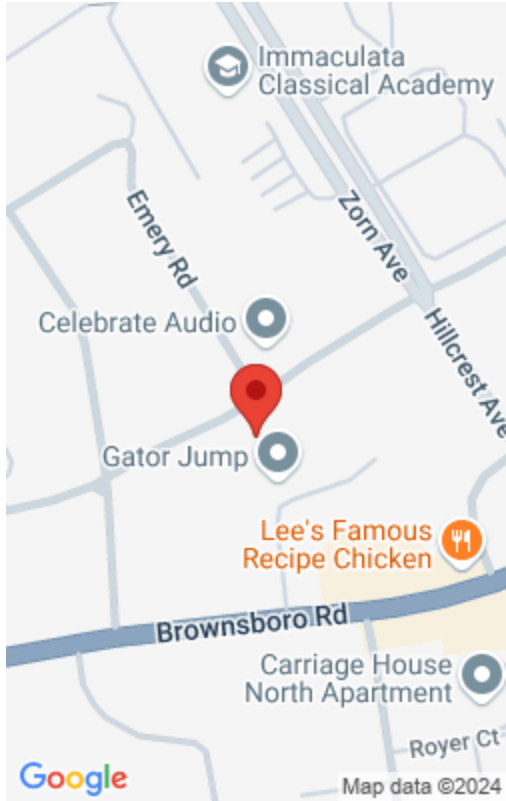 Immaculata
Classical Academy
Zorn Ave
Emery Rd
Celebrate Audio
Hillcrest Ave
Gator Jump
Lee's Famous
Recipe Chicken
Brownsboro Rd
Carriage House
North Apartment
Royer Ct
Google
Map data ©2024